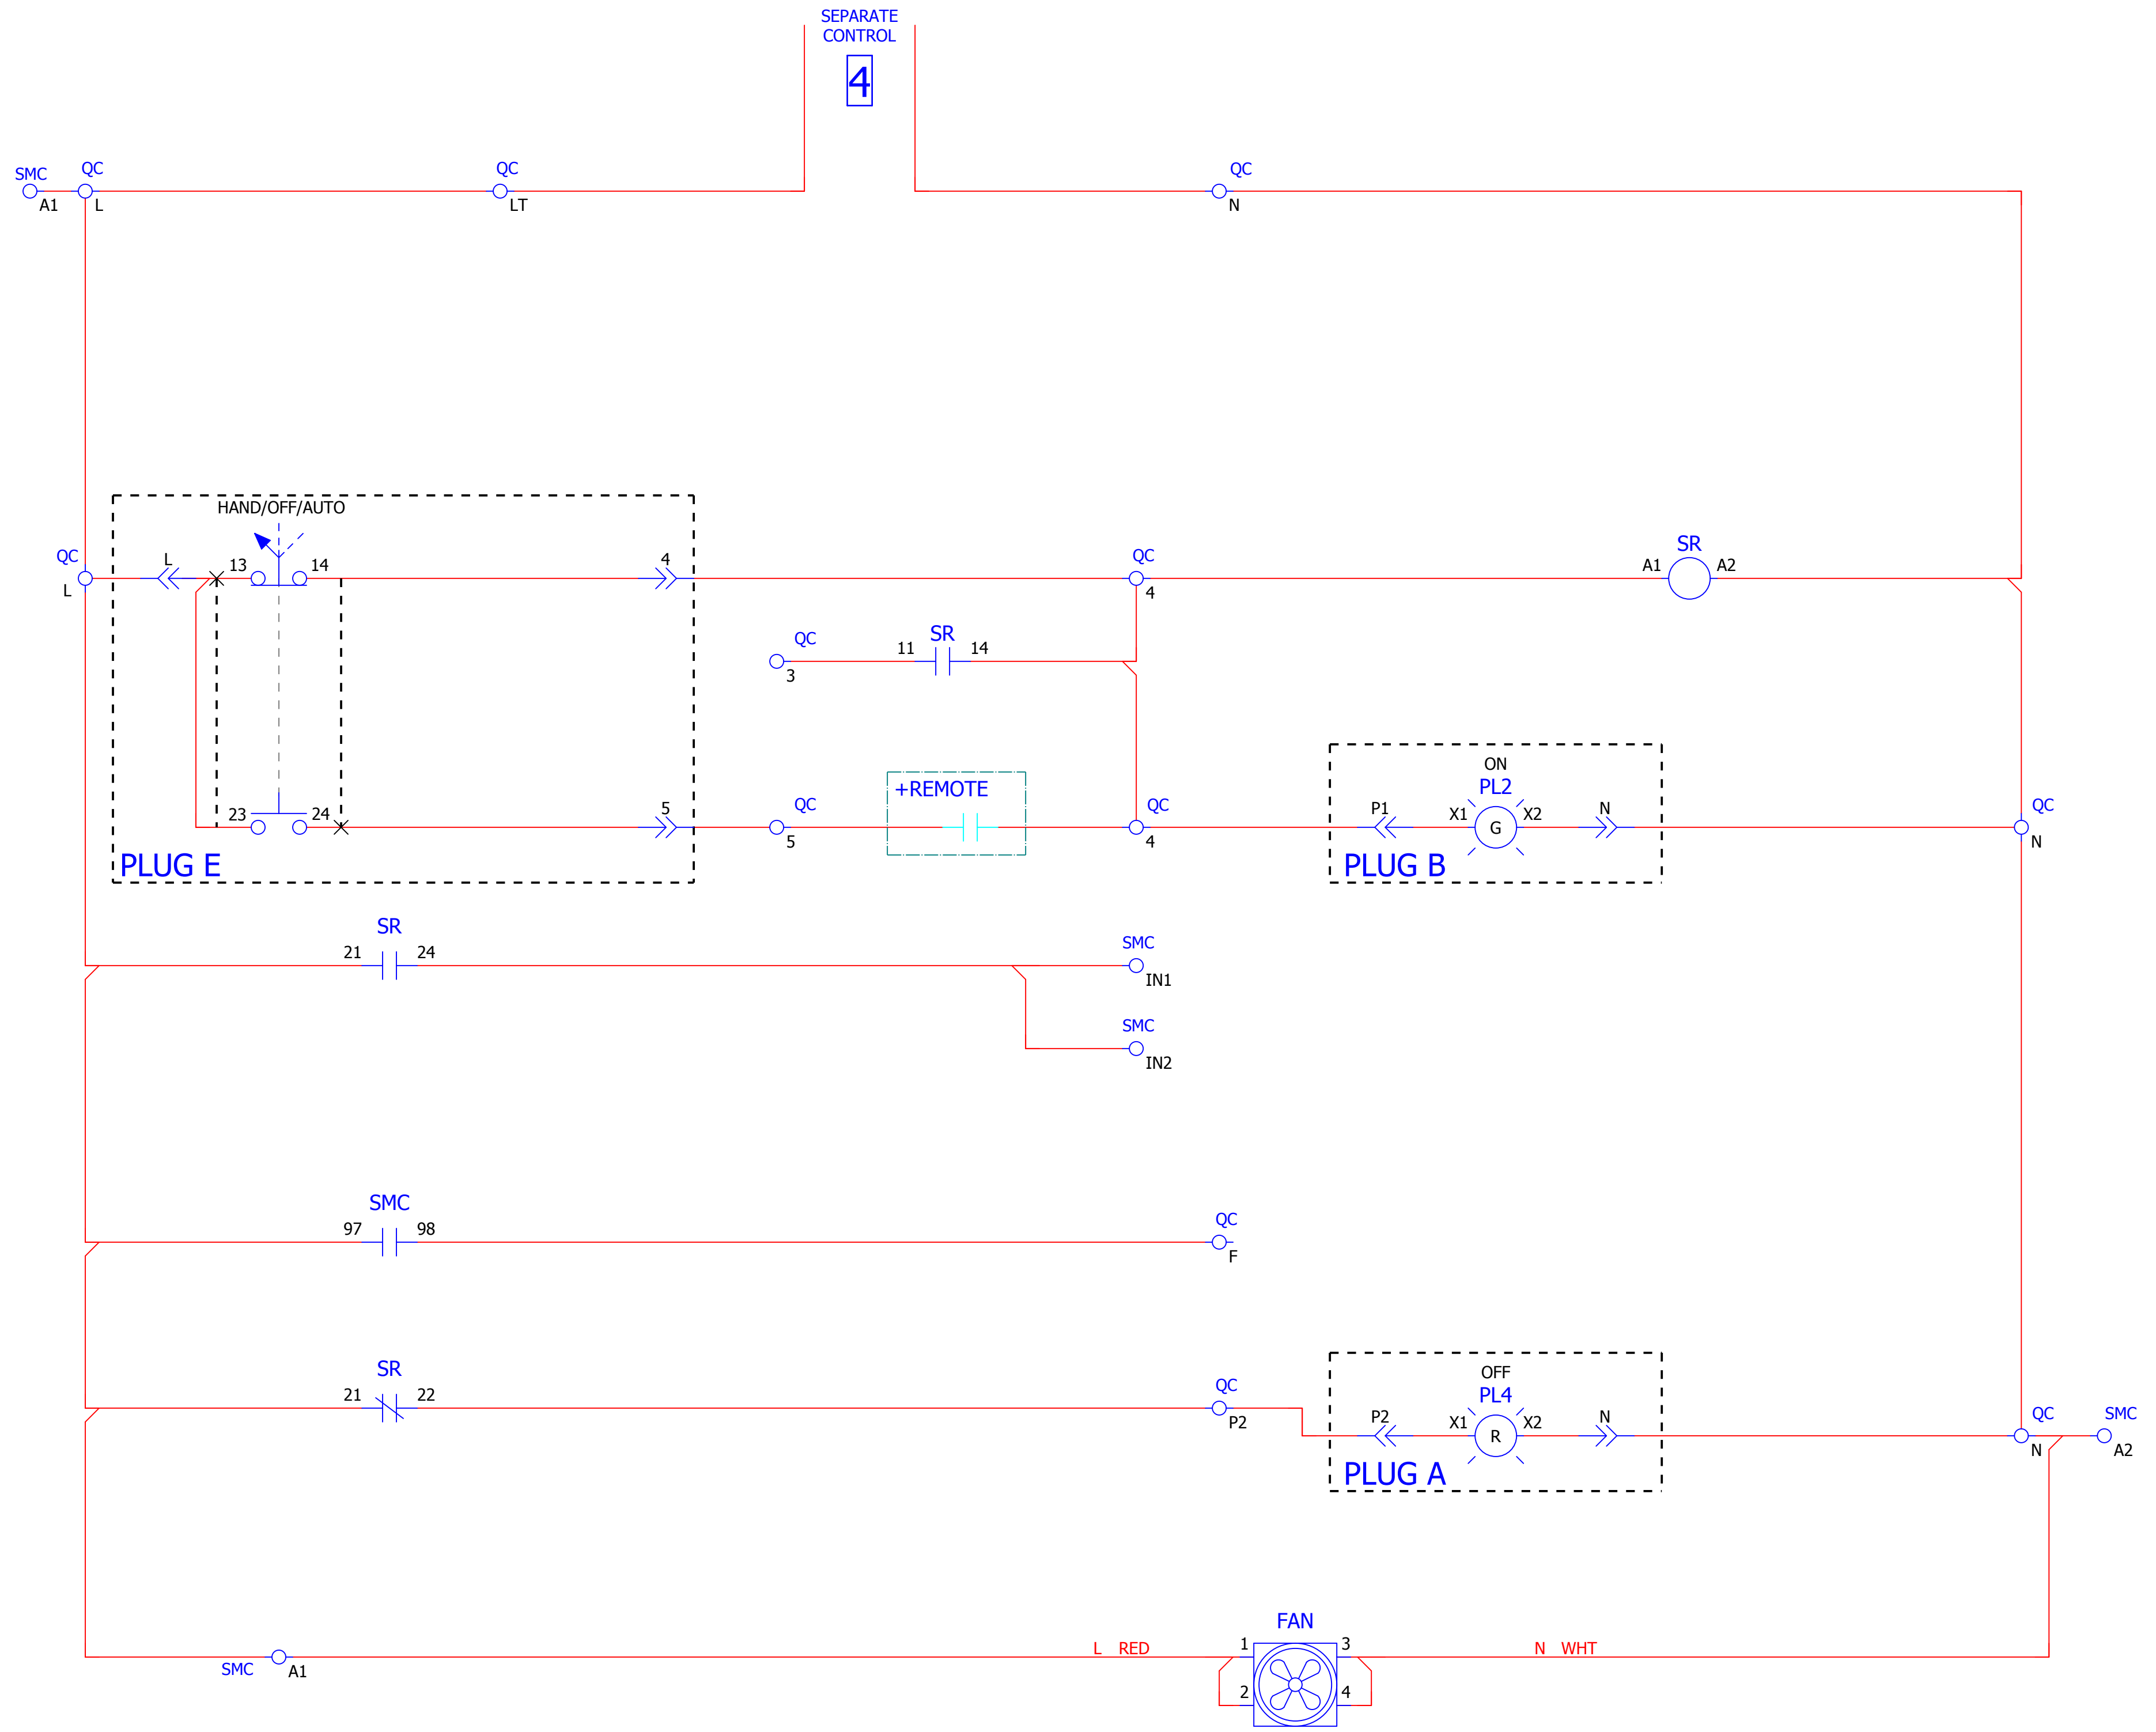 SEPARATE
CONTROL
4
SMC
A1
QC
L
QC
LT
QC
N
HAND/OFF/AUTO
QC
L
L
13
14
4
QC
4
SR
A1
A2
QC
3
SR
11
14
23
24
5
PLUG E
QC
5
+REMOTE
QC
4
ON
PL2
P1
X1
G
X2
N
PLUG B
QC
N
SR
21
24
SMC
IN1
SMC
IN2
SMC
97
98
QC
F
SR
21
22
QC
P2
OFF
PL4
P2
X1
R
X2
N
PLUG A
QC
N
SMC
A2
SMC
A1
L RED
FAN
1
3
2
4
N WHT